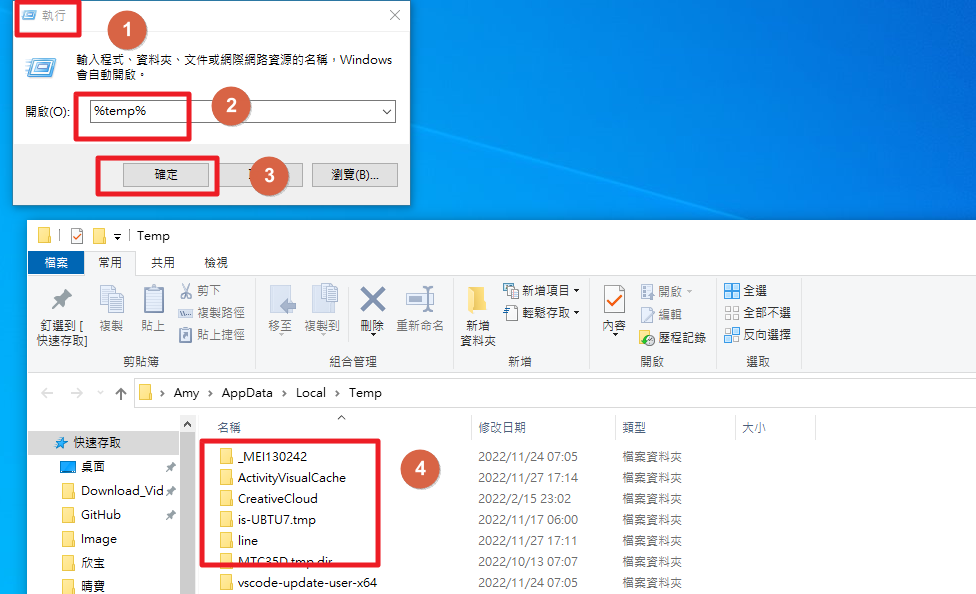 執行
1
輸入程式、資料夾、文件或網際網路資源的名稱，Windows
會自動開啟。
開啟(O):
%temp%
2
確定
3
瀏覽(B)...
Temp
檔案
常用
共用
檢視
釘選到 [
快速存取]
複製
貼上
剪下
複製路徑
貼上捷徑
剪貼簿
移至
複製到
刪除
重新命名
組合管理
新增
資料夾
新增項目
輕鬆存取
新增
內容
開啟
編輯
歷程記錄
開啟
全選
全部不選
反向選擇
選取
Amy > AppData > Local > Temp
名稱 修改日期 類型 大小
快速存取
桌面
Download_Vid
GitHub
Image
欣宝
晴寶
_MEI130242 2022/11/24 07:05 檔案資料夾
ActivityVisualCache 2022/11/27 17:14 檔案資料夾
CreativeCloud 2022/2/15 23:02 檔案資料夾
is-UBTU7.tmp 2022/11/17 06:00 檔案資料夾
line 2022/11/27 17:11 檔案資料夾
MTC35D.tmp.dir 2022/10/13 07:07 檔案資料夾
vscode-update-user-x64 2022/11/24 07:05 檔案資料夾
4